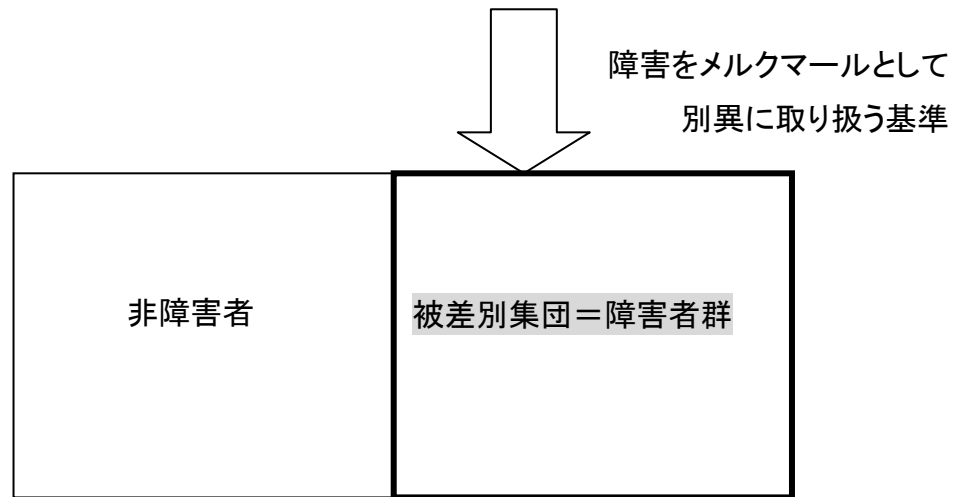 障害をメルクマールとして
別異に取り扱う基準
非障害者
被差別集団＝障害者群